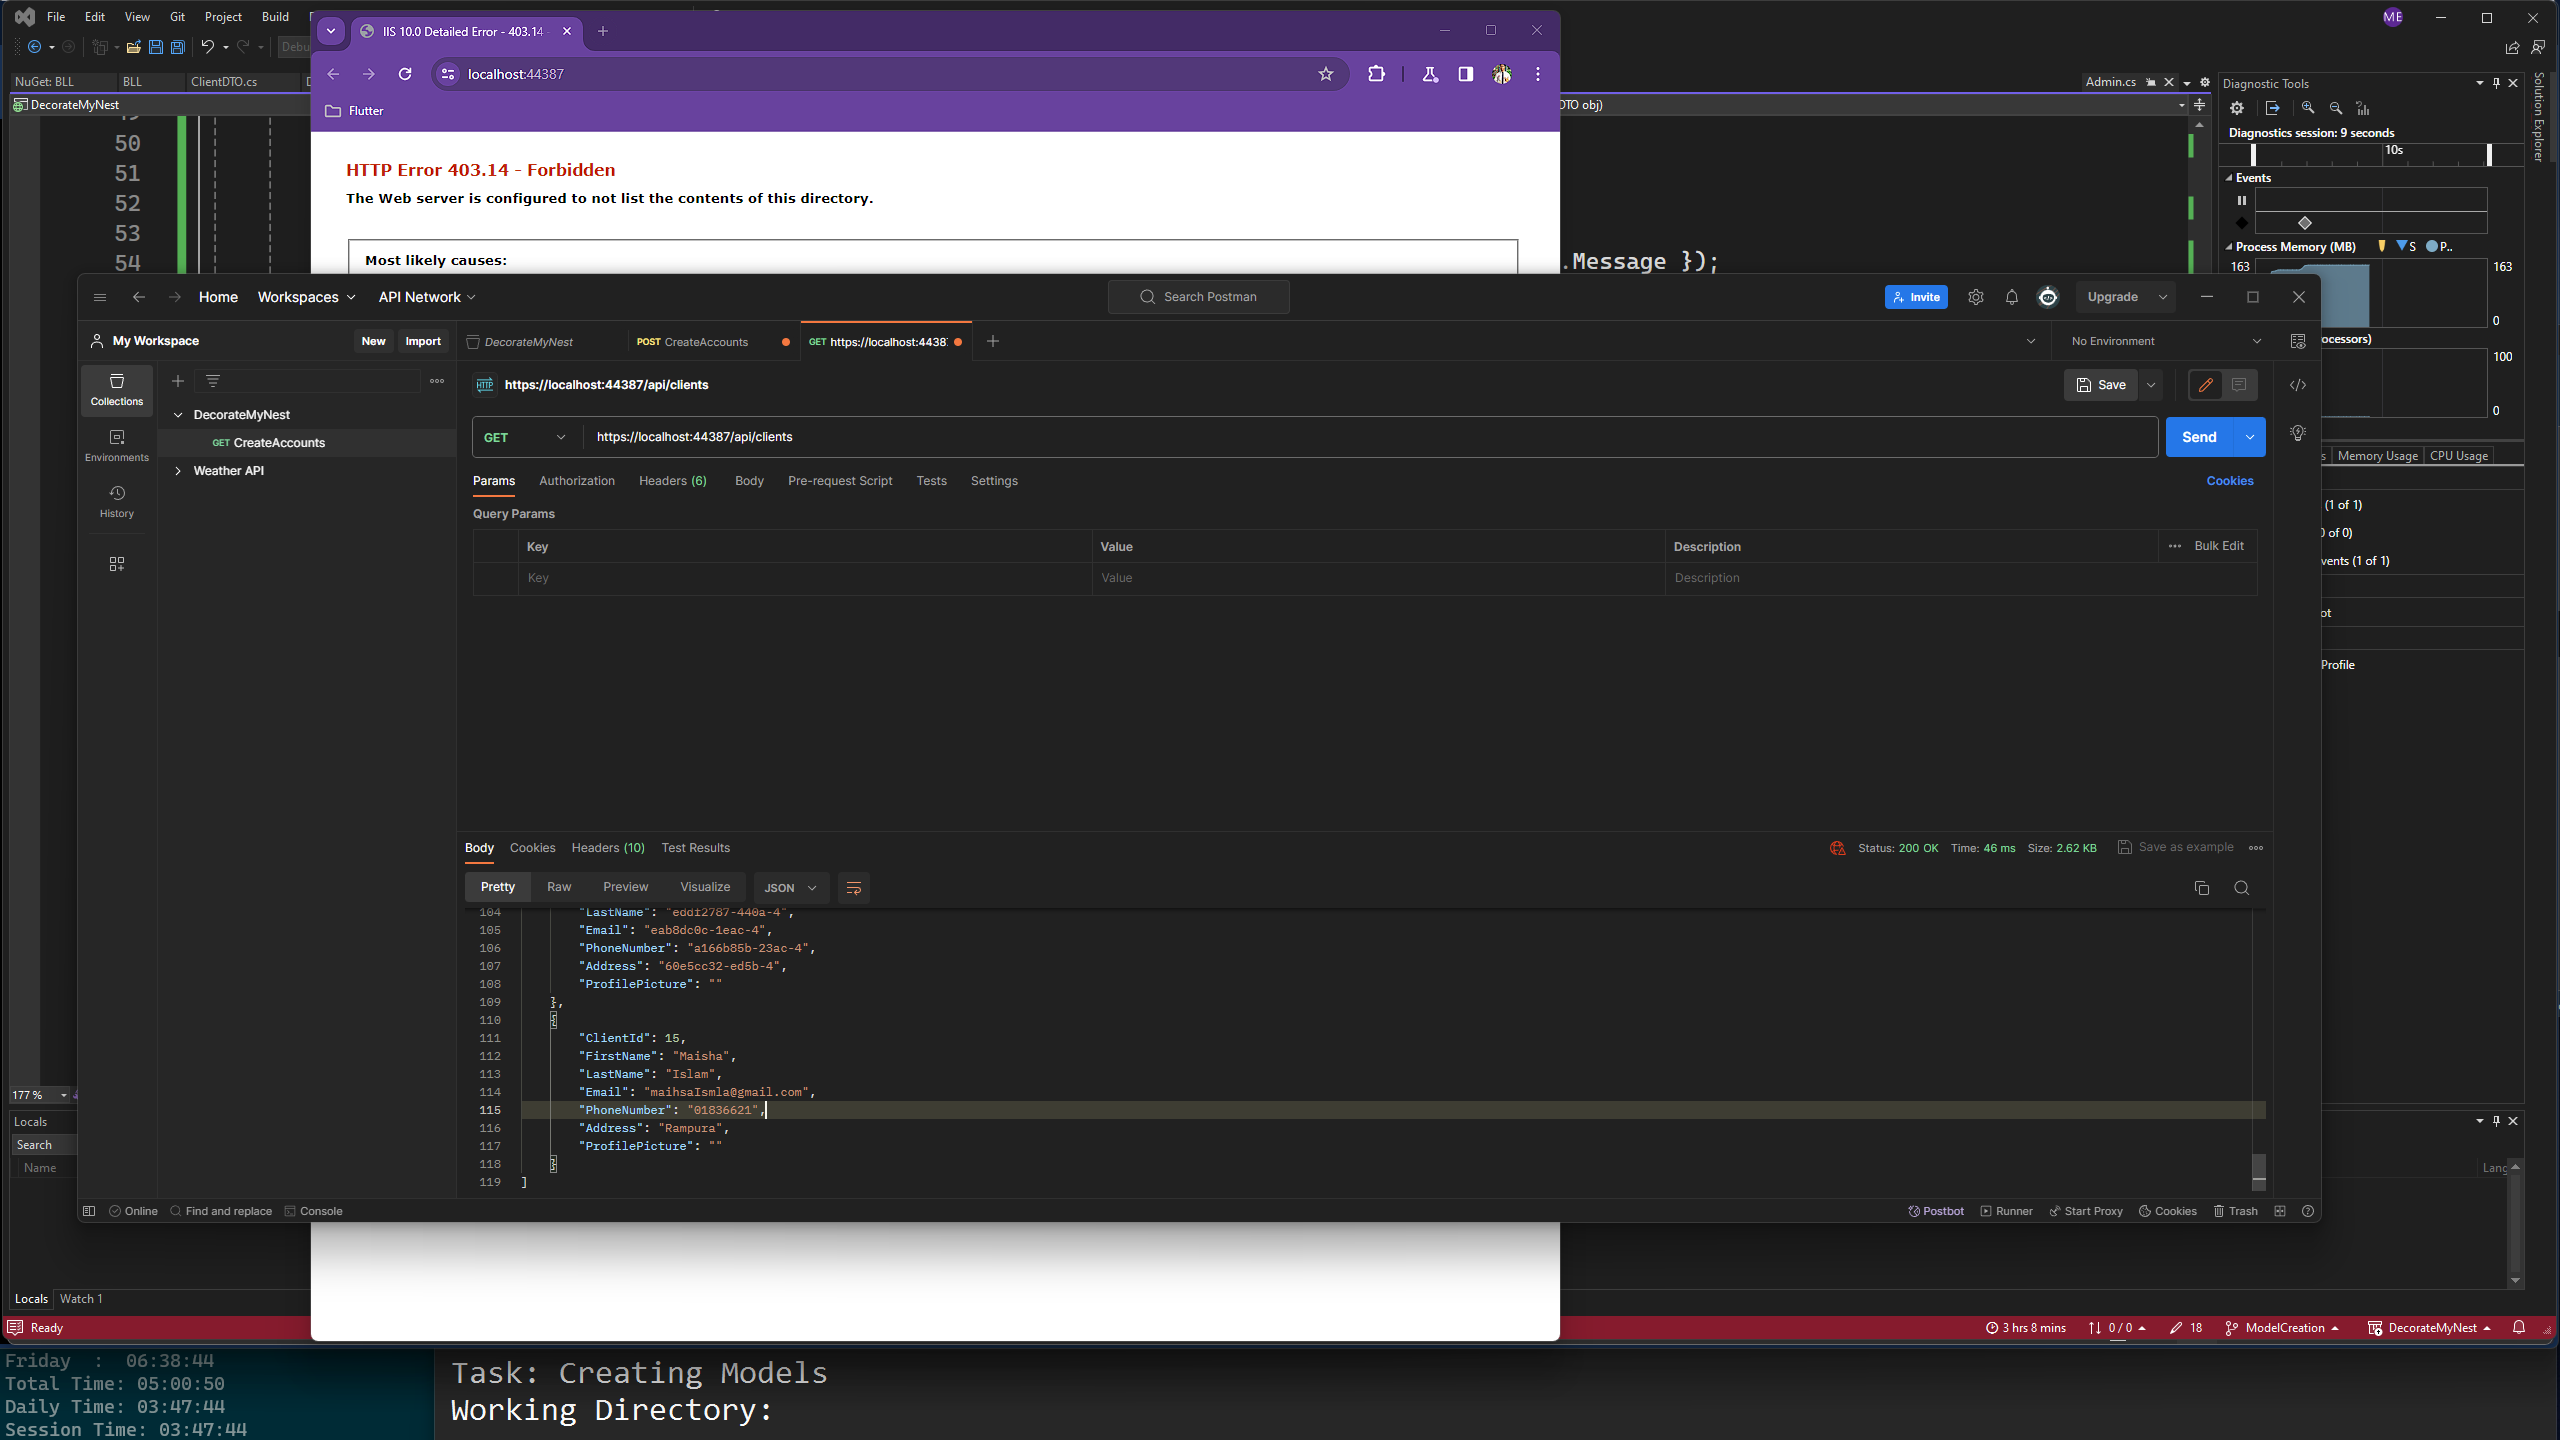 File Edit View Git Project Build
ME
IIS 10.0 Detailed Error - 403.14
localhost:44387
Flutter
NuGet: BLL BLL ClientDTO.cs
Admin.cs
DecorateMyNest
DTO obj)
Diagnostic Tools
Solution Explorer
Diagnostics session: 9 seconds
10s
Events
Process Memory (MB) S P..
163 163
0
100
0
50
51
52
53
54
HTTP Error 403.14 - Forbidden
The Web server is configured to not list the contents of this directory.
Most likely causes:
.Message });
Home Workspaces API Network
Search Postman
Invite
Upgrade
My Workspace New Import
DecorateMyNest
POST CreateAccounts
GET https://localhost:4438
No Environment
Collections
Environments
History
DecorateMyNest
GET CreateAccounts
Weather API
HTTP https://localhost:44387/api/clients
Save
GET https://localhost:44387/api/clients
Send
Params Authorization Headers (6) Body Pre-request Script Tests Settings
Cookies
Query Params
Key Value Description Bulk Edit
Key Value Description
Memory Usage CPU Usage
(1 of 1)
of 0)
vents (1 of 1)
ot
Profile
Body Cookies Headers (10) Test Results
Status: 200 OK Time: 46 ms Size: 2.62 KB Save as example
Pretty Raw Preview Visualize JSON
104 "LastName": "eddf2787-440a-4",
105 "Email": "eab8dc0c-1eac-4",
106 "PhoneNumber": "a166b85b-23ac-4",
107 "Address": "60e5cc32-ed5b-4",
108 "ProfilePicture": ""
109 },
110 {
111 "ClientId": 15,
112 "FirstName": "Maisha",
113 "LastName": "Islam",
114 "Email": "maihsaIsmla@gmail.com",
115 "PhoneNumber": "01836621",
116 "Address": "Rampura",
117 "ProfilePicture": ""
118 }
119 ]
177 %
Locals
Search
Name
Lang
Online Find and replace Console
Postbot Runner Start Proxy Cookies Trash
Locals Watch 1
Ready
3 hrs 8 mins 0 / 0 18 ModelCreation DecorateMyNest
Friday : 06:38:44
Total Time: 05:00:50
Daily Time: 03:47:44
Session Time: 03:47:44
Task: Creating Models
Working Directory: